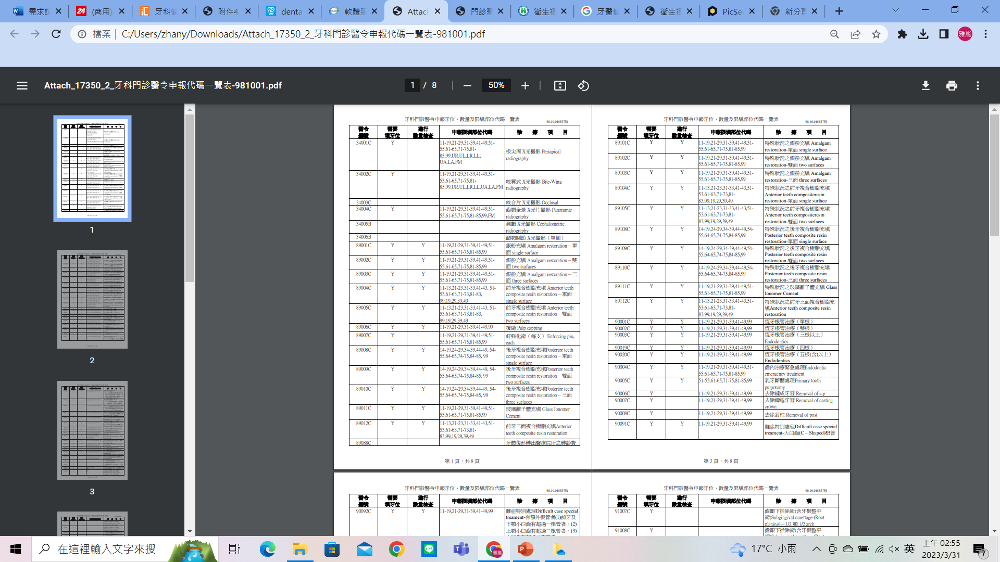 需求討
(商用)
牙科健
附件4
denta
軟體服
Attach
門診醫
衛生福
牙醫健
衛生福
PicSe
新分頁
檔案 C:/Users/zhany/Downloads/Attach_17350_2_牙科門診醫令申報代碼一覽表-981001.pdf
雅嵐
Attach_17350_2_牙科門診醫令申報代碼一覽表-981001.pdf
1 / 8
50%
1
2
3
牙科門診醫令申報牙位、數量及限填部位代碼一覽表
98.10.01修訂版
醫令編號 需要填牙位 進行數量檢查 申報限填部位代碼 診 療 項 目
34001C Y 11-19,21-29,31-39,41-49,51-
55,61-65,71-75,81-
85,99,UR,UL,LR,LL,
UA,LA,FM
根尖周 X光攝影 Periapical
radiography
34002C Y 11-19,21-29,31-39,41-49,51-
55,61-65,71-75,81-
85,99,UR,UL,LR,LL,UA,LA,FM
咬翼式 X光攝影 Bite-Wing
radiography
34003C 咬合片 X光攝影 Occlusal
34004C Y 11-19,21-29,31-39,41-49,51-
55,61-65,71-75,81-85,99,FM
齒顎全景 X光片攝影 Panoramic
radiography
34005B 測顱 X光攝影 Cephalometric
radiography
34006B 顳顎關節 X光攝影（單側）
89001C Y Y 11-19,21-29,31-39,41-49,51-
55,61-65,71-75,81-85,99
銀粉充填 Amalgam restoration－單
面 single surface
89002C Y Y 11-19,21-29,31-39,41-49,51-
55,61-65,71-75,81-85,99
銀粉充填 Amalgam restoration－雙
面 two surfaces
89003C Y Y 11-19,21-29,31-39,41-49,51-
55,61-65,71-75,81-85,99
銀粉充填 Amalgam restoration－三
面 three surfaces
89004C Y Y 11-13,21-23,31-33,41-43, 51-
53,61-63,71-73,81-83,
99,19,29,39,49
前牙複合樹脂充填 Anterior teeth
composite resin restoration－單面
single surface
89005C Y Y 11-13,21-23,31-33,41-43, 51-
53,61-63,71-73,81-83,
99,19,29,39,49
前牙複合樹脂充填 Anterior teeth
composite resin restoration－雙面
two surfaces
89006C Y Y 11-19,21-29,31-39,41-49,99 覆髓 Pulp capping
89007C Y Y 11-19,21-29,31-39,41-49,51-
55,61-65,71-75,81-85,99
釘強化術（每支） Enforcing pin,
each
89008C Y Y 14-19,24-29,34-39,44-49, 54-
55,64-65,74-75,84-85, 99
後牙複合樹脂充填Posterior teeth
composite resin restoration－單面
single surface
89009C Y Y 14-19,24-29,34-39,44-49, 54-
55,64-65,74-75,84-85, 99
後牙複合樹脂充填Posterior teeth
composite resin restoration－雙面
two surfaces
89010C Y Y 14-19,24-29,34-39,44-49, 54-
55,64-65,74-75,84-85, 99
後牙複合樹脂充填Posterior teeth
composite resin restoration－三面
three surfaces
89011C Y Y 11-19,21-29,31-39,41-49,51-
55,61-65,71-75,81-85,99
玻璃離子體充填 Glass Ionomer
Cement
89012C Y Y 11-13,21-23,31-33,41-43,51-
53,61-63,71-73,81-
83,99,19,29,39,49
前牙三面複合樹脂充填Anterior
teeth composite resin restoration
89088C 牙體復形轉出醫療院所之轉診費
第 1 頁，共 8 頁
牙科門診醫令申報牙位、數量及限填部位代碼一覽表
98.10.01修訂版
醫令編號 需要填牙位 進行數量檢查 申報限填部位代碼 診 療 項 目
89101C Y Y 11-19,21-29,31-39,41-49,51-
55,61-65,71-75,81-85,99
特殊狀況之銀粉充填 Amalgam
restoration-單面 single surface
89102C Y Y 11-19,21-29,31-39,41-49,51-
55,61-65,71-75,81-85,99
特殊狀況之銀粉充填 Amalgam
restoration-雙面 two surfaces
89103C Y Y 11-19,21-29,31-39,41-49,51-
55,61-65,71-75,81-85,99
特殊狀況之銀粉充填 Amalgam
restoration-三面 three surfaces
89104C Y Y 11-13,21-23,31-33,41-43,51-
53,61-63,71-73,81-
83,99,19,29,39,49
特殊狀況之前牙複合樹脂充填
Anterior teeth compositeresin
restoration-單面 single surface
89105C Y Y 11-13,21-23,31-33,41-43,51-
53,61-63,71-73,81-
83,99,19,29,39,49
特殊狀況之前牙複合樹脂充填
Anterior teeth compositeresin
restoration-雙面 two surfaces
89108C Y Y 14-19,24-29,34-39,44-49,54-
55,64-65,74-75,84-85,99
特殊狀況之後牙複合樹脂充填
Posterior teeth composite resin
restoration-單面 single surface
89109C Y Y 14-19,24-29,34-39,44-49,54-
55,64-65,74-75,84-85,99
特殊狀況之後牙複合樹脂充填
Posterior teeth composite resin
restoration-雙面 two surfaces
89110C Y Y 14-19,24-29,34-39,44-49,54-
55,64-65,74-75,84-85,99
特殊狀況之後牙複合樹脂充填
Posterior teeth composite resin
restoration-三面 three surfaces
89111C Y Y 11-19,21-29,31-39,41-49,51-
55,61-65,71-75,81-85,99
特殊狀況之玻璃離子體充填 Glass
Ionomer Cement
89112C Y Y 11-13,21-23,31-33,41-43,51-
53,61-63,71-73,81-
83,99,19,29,39,49
特殊狀況之前牙三面複合樹脂充
填Anterior teeth composite resin
restoration
90001C Y Y 11-19,21-29,31-39,41-49,99 恆牙根管治療（單根）
90002C Y Y 11-19,21-29,31-39,41-49,99 恆牙根管治療（雙根）
90003C Y Y 11-19,21-29,31-39,41-49,99 恆牙根管治療（三根以上）
Endodontics
90019C Y Y 11-19,21-29,31-39,41-49,99 恆牙根管治療（四根）
90020C Y Y 11-19,21-29,31-39,41-49,99 恆牙根管治療（五根(含)以上）
Endodontics
90004C Y Y 11-19,21-29,31-39,41-49,51-
55,61-65,71-75,81-85,99
齒內治療緊急處理Endodontic
emergency treatment
90005C Y Y 51-55,61-65,71-75,81-85,99 乳牙斷髓處理Primary tooth
pulpotomy
90006C Y 11-19,21-29,31-39,41-49,99 去除縫成牙冠 Removal of s-p
90007C Y 11-19,21-29,31-39,41-49,99 去除鑄造牙冠 Removal of casting
crown
90008C Y 11-19,21-29,31-39,41-49,99 去除釘柱 Removal of post
90091C Y Y 11-19,21-29,31-39,41-49,99 難症特別處理Difficult case special
treament-大臼齒(C－Shaped)根管
第 2 頁，共 8 頁
牙科門診醫令申報牙位、數量及限填部位代碼一覽表
98.10.01修訂版
醫令編號 需要填牙位 進行數量檢查 申報限填部位代碼 診 療 項 目
90092C Y Y 11-19,21-29,31-39,41-49,99 難症特別處理Difficult case special
treament-有額外根管者(1)前牙及
下顎小臼齒有超過一根管者。(2)
上顎小臼齒有超過二根管者。(3)
牙科門診醫令申報牙位、數量及限填部位代碼一覽表
98.10.01修訂版
醫令編號 需要填牙位 進行數量檢查 申報限填部位代碼 診 療 項 目
91007C Y 齒齦下括除術(含牙根整平
術)Subgingival curettage (Root
planing)－1/2 顎 1/2 arch
91008C Y 齒齦下括除術(含牙根整平
在這裡輸入文字來搜
17°C 小雨
英
上午 02:55
2023/3/31
7